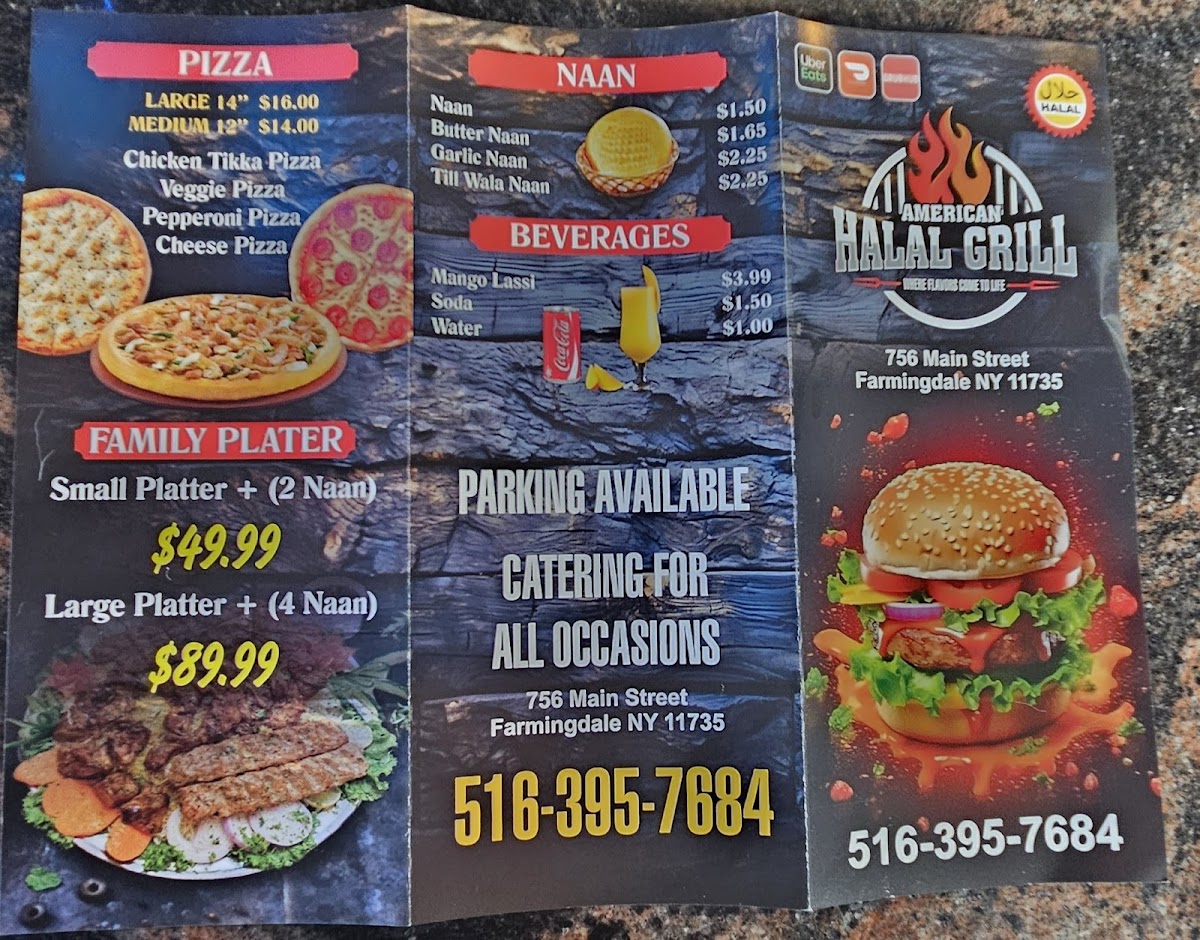 PIZZA
LARGE 14” $16.00
MEDIUM 12” $14.00
Chicken Tikka Pizza
Veggie Pizza
Pepperoni Pizza
Cheese Pizza
FAMILY PLATER
Small Platter + (2 Naan)
$49.99
Large Platter + (4 Naan)
$89.99
NAAN
Naan $1.50
Butter Naan $1.65
Garlic Naan $2.25
Till Wala Naan $2.25
BEVERAGES
Mango Lassi $3.99
Soda $1.50
Water $1.00
Coca-Cola
PARKING AVAILABLE
CATERING FOR
ALL OCCASIONS
756 Main Street
Farmingdale NY 11735
516-395-7684
Uber
Eats
GRUBHUB
حلال
HALAL
AMERICAN
HALAL GRILL
WHERE FLAVORS COME TO LIFE
756 Main Street
Farmingdale NY 11735
516-395-7684